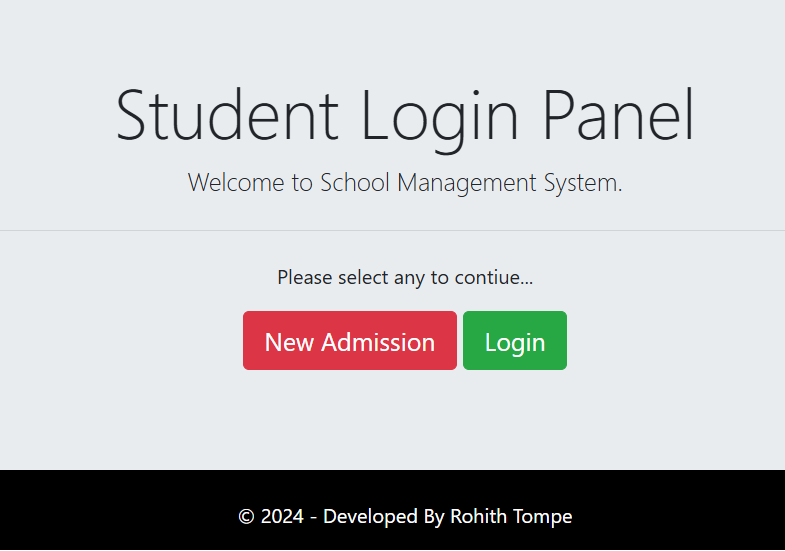 Student Login Panel
Welcome to School Management System.
Please select any to contiue...
New Admission Login
© 2024 - Developed By Rohith Tompe